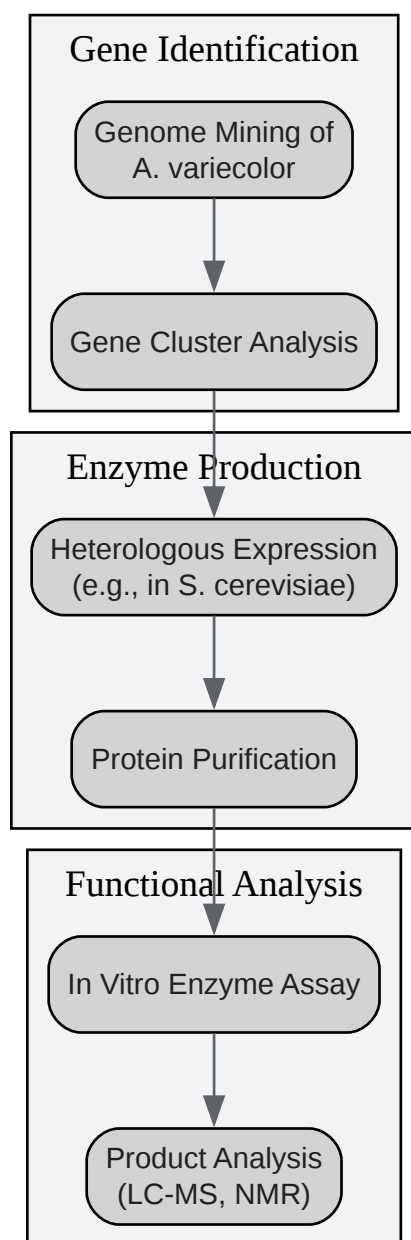 Gene Identification
Genome Mining of
A. variecolor
Gene Cluster Analysis
Enzyme Production
Heterologous Expression
(e.g., in S. cerevisiae)
Protein Purification
Functional Analysis
In Vitro Enzyme Assay
Product Analysis
(LC-MS, NMR)